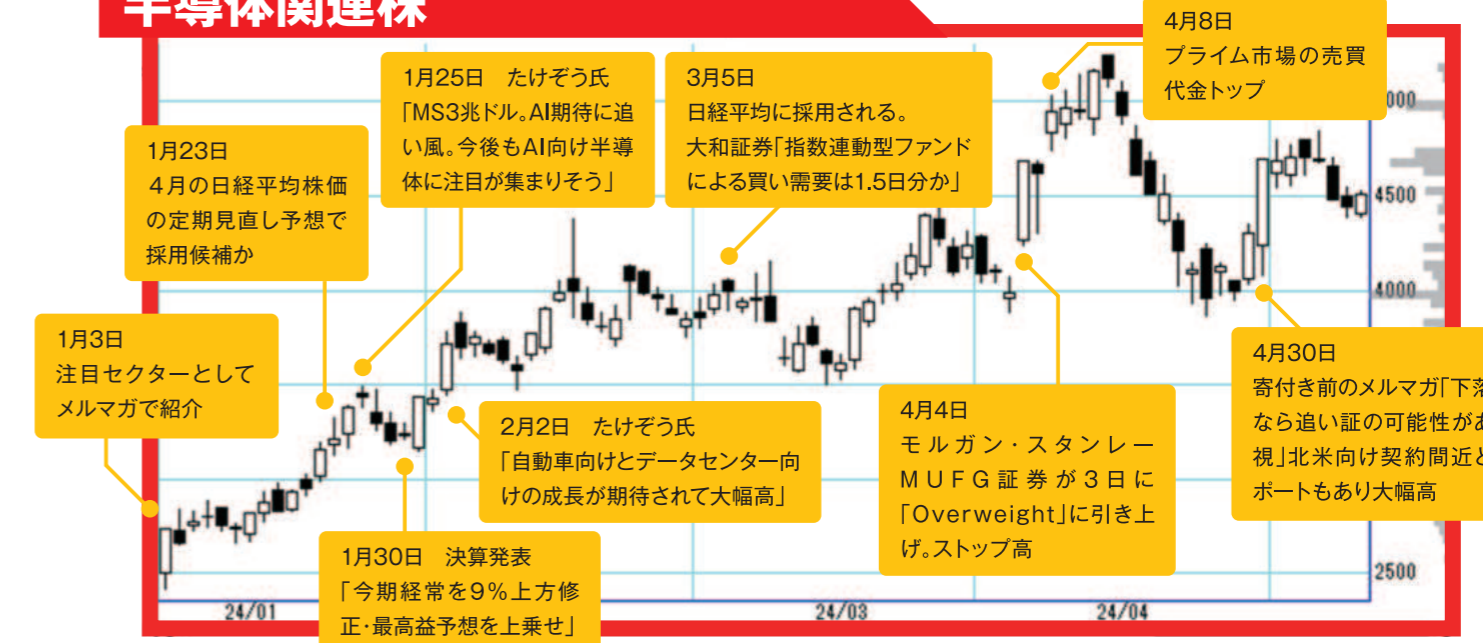 半導体関連株
4月8日
プライム市場の売買
代金トップ
1月25日 たけぞう氏
「MS3兆ドル。AI期待に追
い風。今後もAI向け半導
体に注目が集まりそう」
3月5日
日経平均に採用される。
大和証券「指数連動型ファンド
による買い需要は1.5日分か」
1月23日
４月の日経平均株価
の定期見直し予想で
採用候補か
1月3日
注目セクターとして
メルマガで紹介
2月2日 たけぞう氏
「自動車向けとデータセンター向
けの成長が期待されて大幅高」
1月30日 決算発表
「今期経常を9％上方修
正・最高益予想を上乗せ」
4月4日
モルガン・スタンレー
ＭＵＦＧ証券が３日に
「Overweight」に引き上
げ。ストップ高
4月30日
寄付き前のメルマガ「下落
なら追い証の可能性があ
視」北米向け契約間近と
ポートもあり大幅高
000
4500
4000
2500
24/01
24/03
24/04